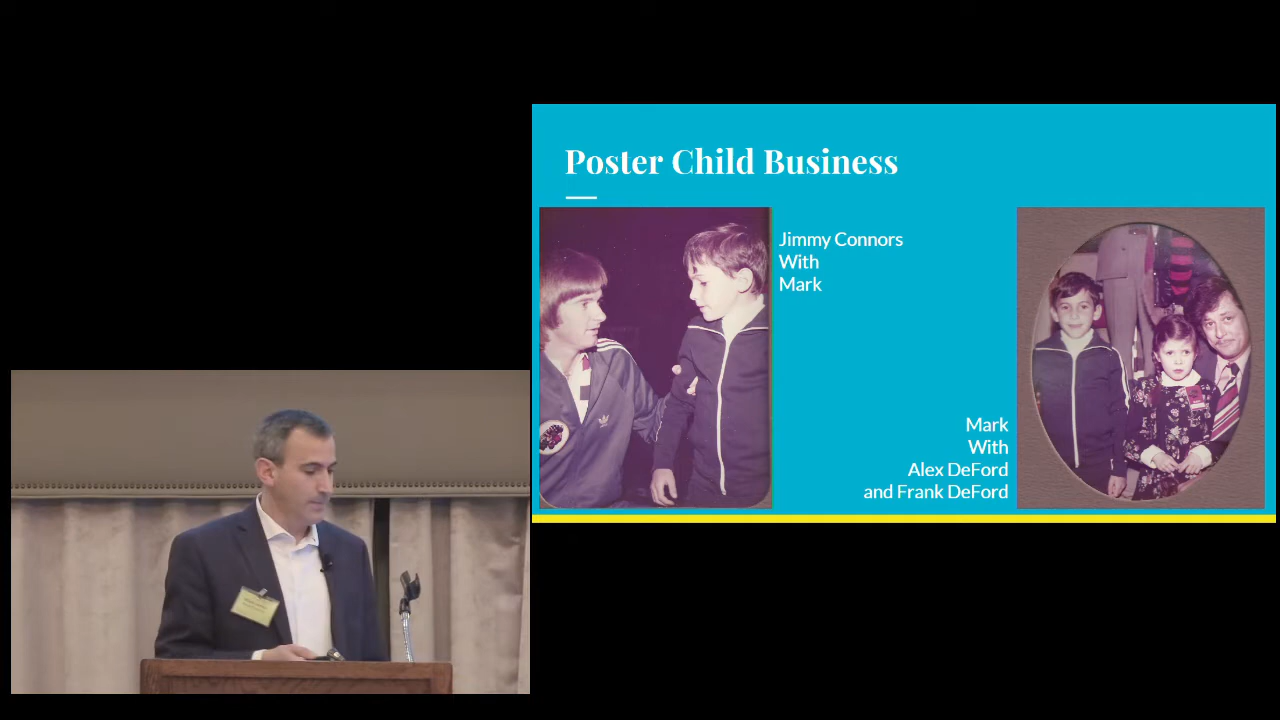 Poster Child Business
Jimmy Connors
With
Mark
Mark
With
Alex DeFord
and Frank DeFord